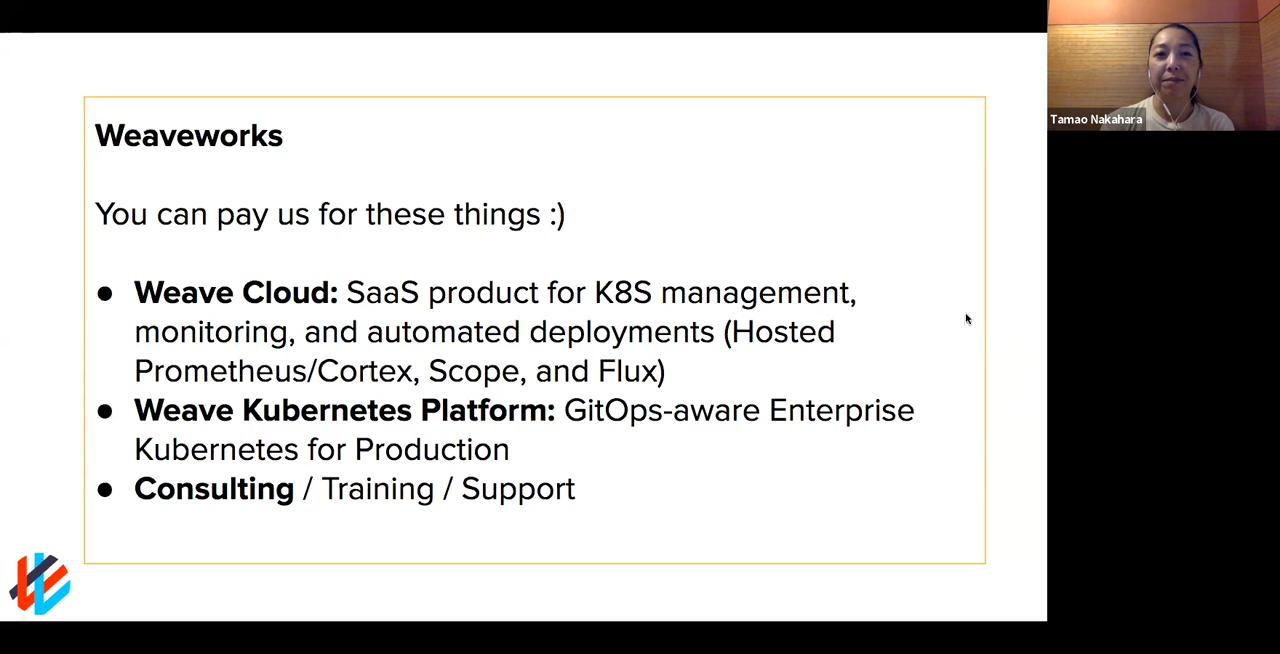 Weaveworks
You can pay us for these things :)
● Weave Cloud: SaaS product for K8S management,
monitoring, and automated deployments (Hosted
Prometheus/Cortex, Scope, and Flux)
● Weave Kubernetes Platform: GitOps-aware Enterprise
Kubernetes for Production
● Consulting / Training / Support
Tamao Nakahara